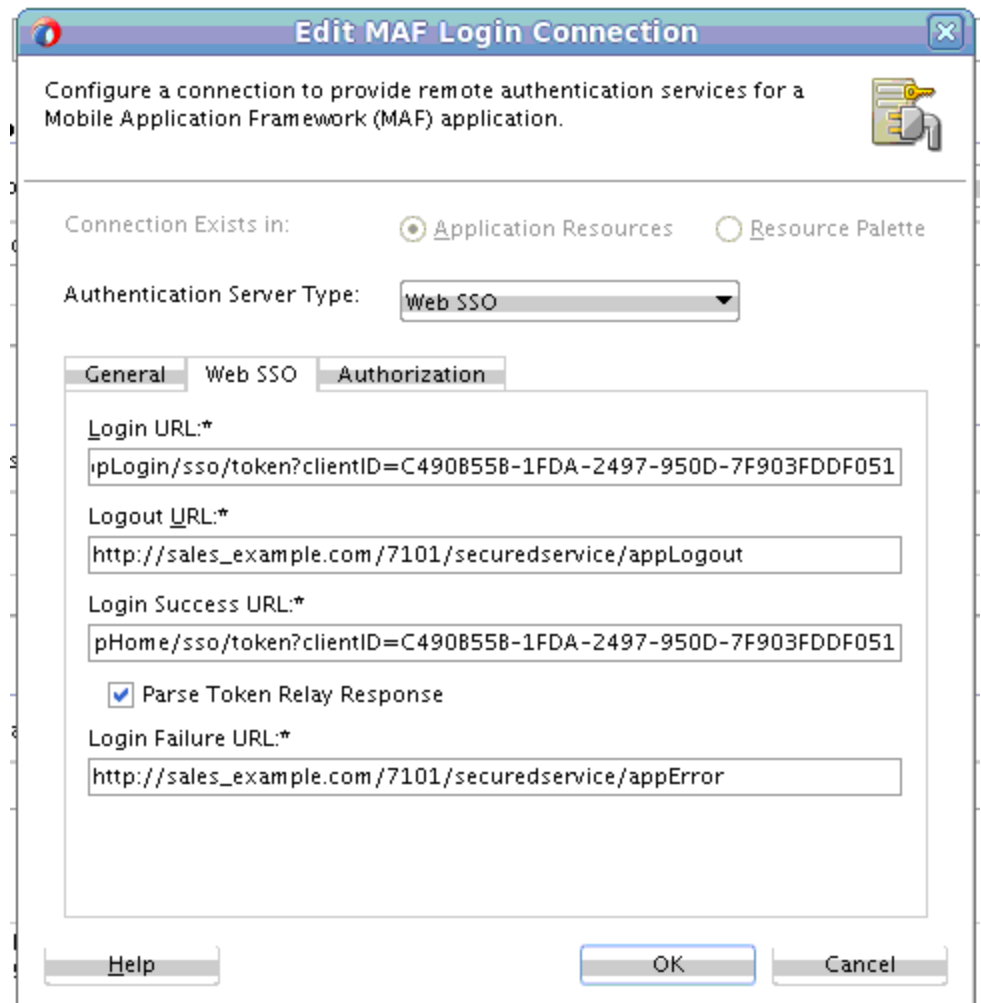 Edit MAF Login Connection
Configure a connection to provide remote authentication services for a
Mobile Application Framework (MAF) application.
Connection Exists in: Application Resources Resource Palette
Authentication Server Type: Web SSO
General Web SSO Authorization
Login URL:*
pLogin/sso/token?clientID=C490B55B-1FDA-2497-950D-7F903FDDF051
Logout URL:*
http://sales_example.com/7101/securedservice/appLogout
Login Success URL:*
pHome/sso/token?clientID=C490B55B-1FDA-2497-950D-7F903FDDF051
Parse Token Relay Response
Login Failure URL:*
http://sales_example.com/7101/securedservice/appError
Help OK Cancel